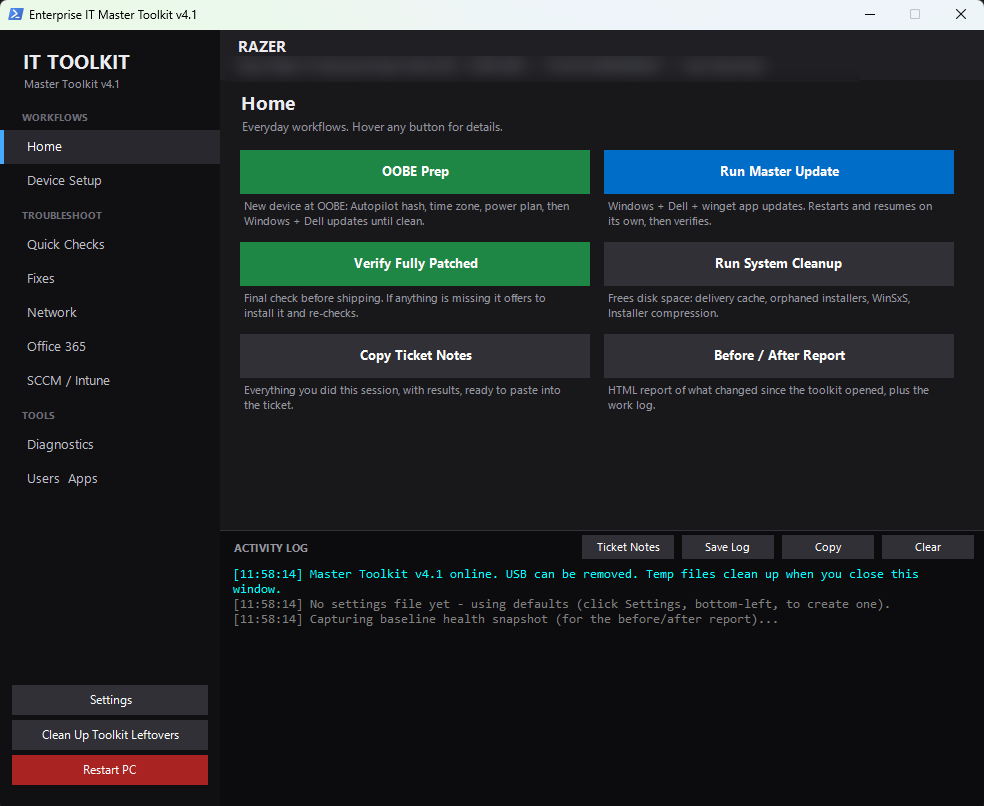 Enterprise IT Master Toolkit v4.1
IT TOOLKIT
Master Toolkit v4.1
WORKFLOWS
Home
Device Setup
TROUBLESHOOT
Quick Checks
Fixes
Network
Office 365
SCCM / Intune
TOOLS
Diagnostics
Users  Apps
Settings
Clean Up Toolkit Leftovers
Restart PC
RAZER
Home
Everyday workflows. Hover any button for details.
OOBE Prep
New device at OOBE: Autopilot hash, time zone, power plan, then
Windows + Dell updates until clean.
Run Master Update
Windows + Dell + winget app updates. Restarts and resumes on
its own, then verifies.
Verify Fully Patched
Final check before shipping. If anything is missing it offers to
install it and re-checks.
Run System Cleanup
Frees disk space: delivery cache, orphaned installers, WinSxS,
Installer compression.
Copy Ticket Notes
Everything you did this session, with results, ready to paste into
the ticket.
Before / After Report
HTML report of what changed since the toolkit opened, plus the
work log.
ACTIVITY LOG
Ticket Notes
Save Log
Copy
Clear
[11:58:14] Master Toolkit v4.1 online. USB can be removed. Temp files clean up when you close this
window.
[11:58:14] No settings file yet - using defaults (click Settings, bottom-left, to create one).
[11:58:14] Capturing baseline health snapshot (for the before/after report)...